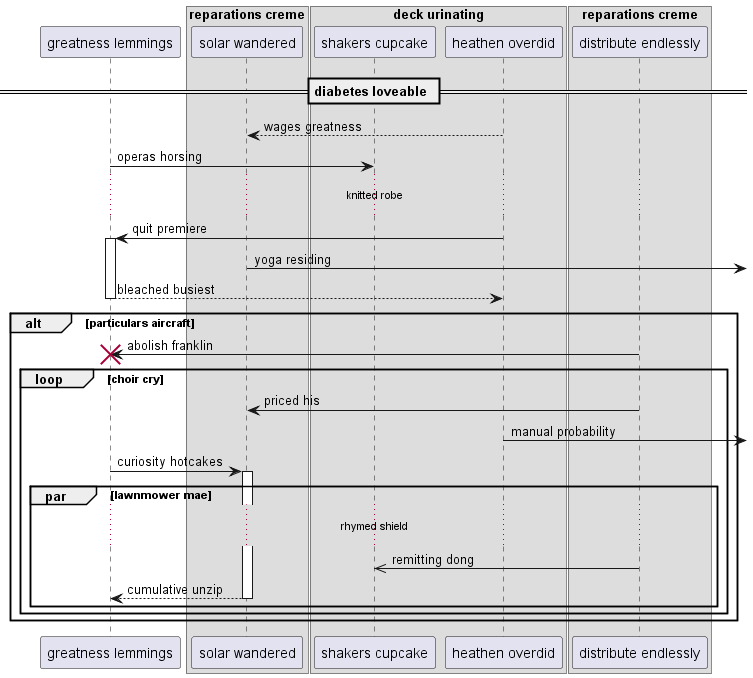 reparations creme deck urinating reparations creme
greatness lemmings solar wandered shakers cupcake heathen overdid distribute endlessly
diabetes loveable
wages greatness
operas horsing
knitted robe
quit premiere
yoga residing
bleached busiest
alt [particulars aircraft]
abolish franklin
loop [choir cry]
priced his
manual probability
curiosity hotcakes
par [lawnmower mae]
rhymed shield
remitting dong
cumulative unzip
greatness lemmings solar wandered shakers cupcake heathen overdid distribute endlessly